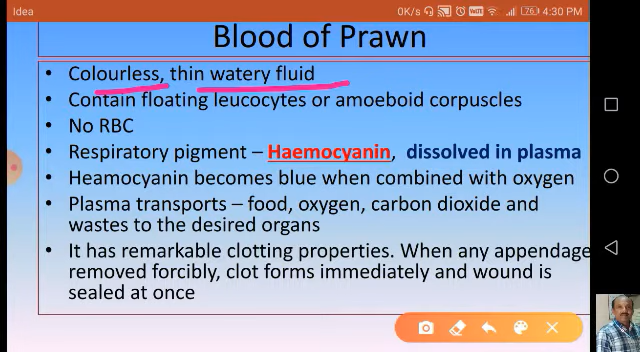 Idea 0K/s 76 4:30 PM
Blood of Prawn
• Colourless, thin watery fluid
• Contain floating leucocytes or amoeboid corpuscles
• No RBC
• Respiratory pigment – Haemocyanin, dissolved in plasma
• Heamocyanin becomes blue when combined with oxygen
• Plasma transports – food, oxygen, carbon dioxide and
wastes to the desired organs
• It has remarkable clotting properties. When any appendage
removed forcibly, clot forms immediately and wound is
sealed at once